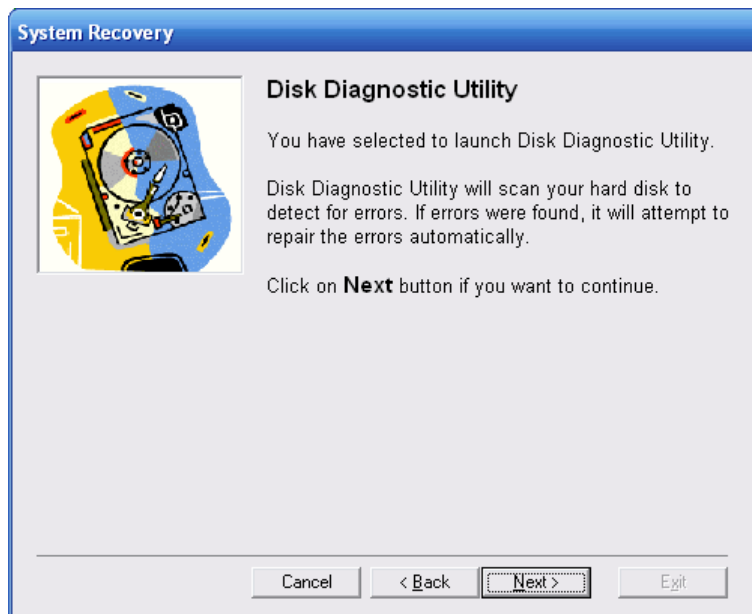 System Recovery
Disk Diagnostic Utility
You have selected to launch Disk Diagnostic Utility.
Disk Diagnostic Utility will scan your hard disk to
detect for errors. If errors were found, it will attempt to
repair the errors automatically.
Click on Next button if you want to continue.
Cancel
< Back
Next >
Exit